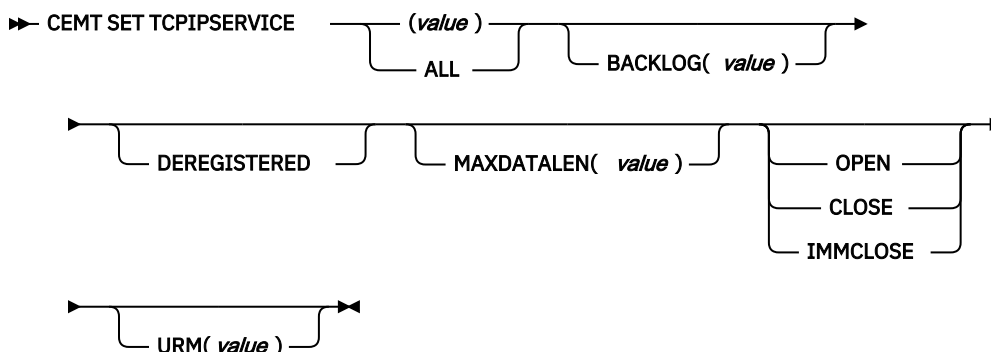 CEMT SET TCPIPSERVICE (value)
ALL BACKLOG( value )
DEREGISTERED MAXDATALEN( value ) OPEN
CLOSE
IMMCLOSE
URM( value )